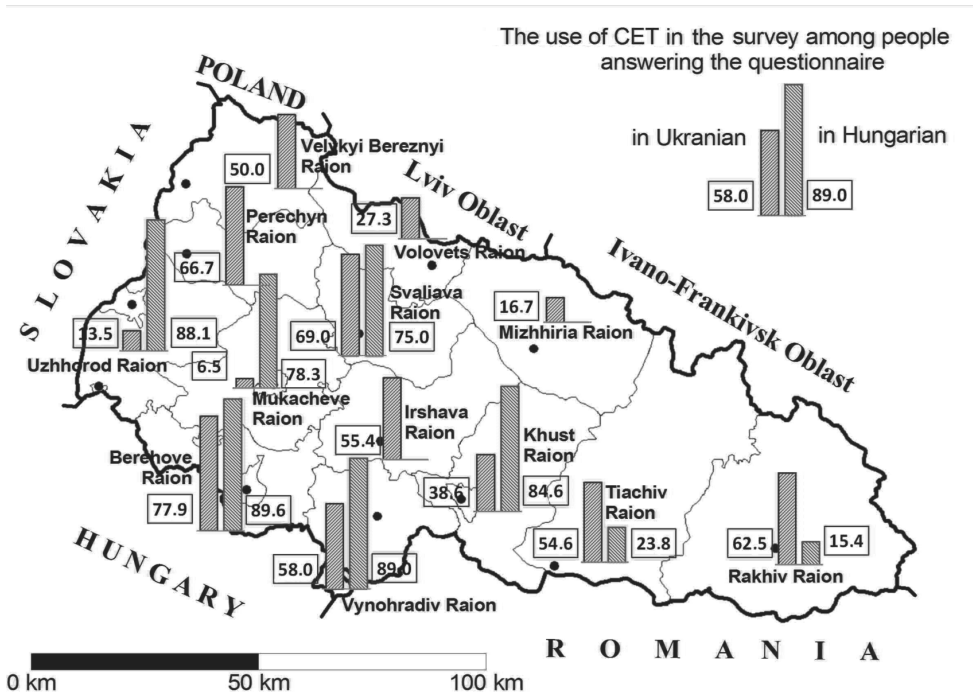 The use of CET in the survey among people
answering the questionnaire
in Ukranian
in Hungarian
58.0
89.0
POLAND
SLOVAKIA
Lviv Oblast
Ivano-Frankivsk Oblast
HUNGARY
ROMANIA
50.0
Velykyi Bereznyi
Raion
66.7
Perechyn
Raion
27.3
Volovets Raion
13.5
88.1
Uzhhorod Raion
69.0
75.0
Svaliava
Raion
16.7
Mizhhiria Raion
6.5
78.3
Mukacheve
Raion
55.4
Irshava
Raion
Berehove
Raion
77.9
89.6
38.6
84.6
Khust
Raion
58.0
89.0
Vynohradiv Raion
54.6
23.8
Tiachiv
Raion
62.5
15.4
Rakhiv Raion
0 km
50 km
100 km